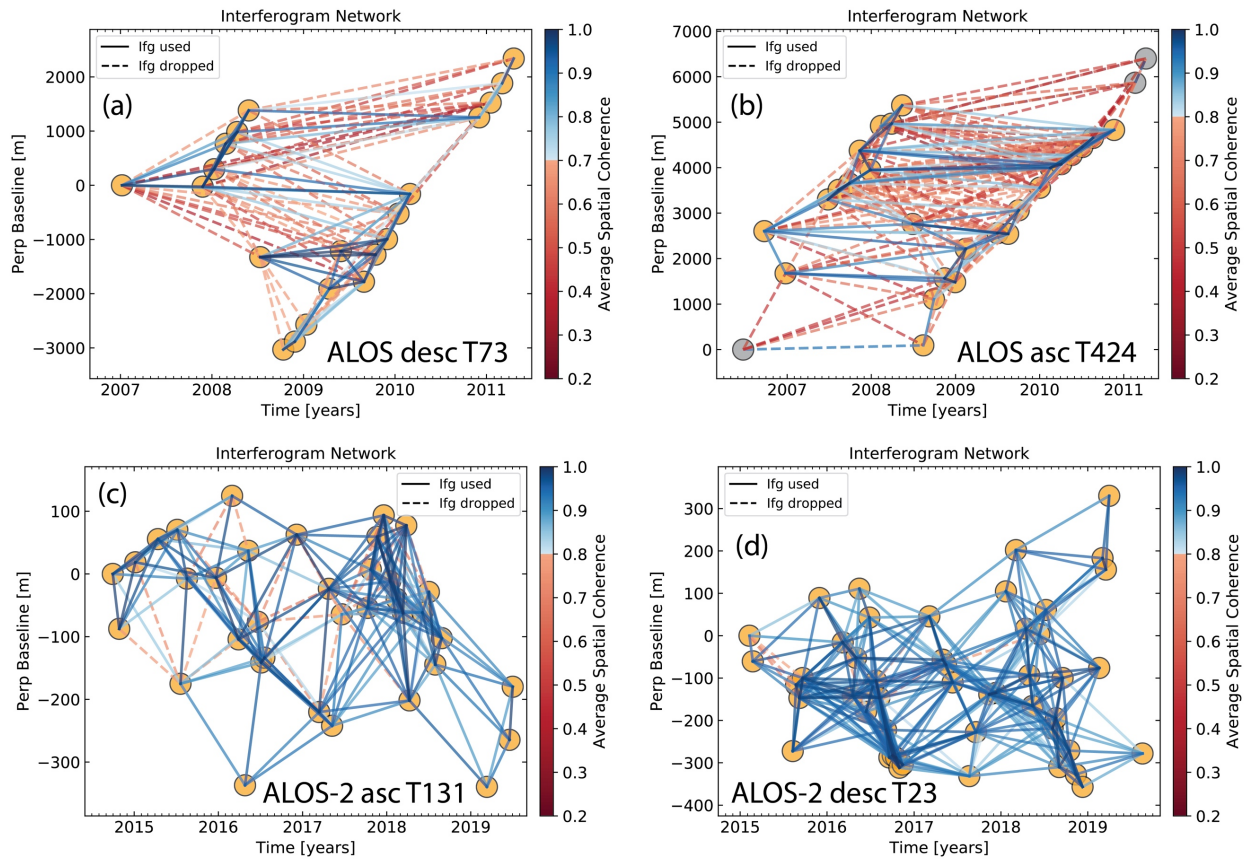 Interferogram Network
Ifg used
Ifg dropped
(a)
ALOS desc T73
Perp Baseline [m]
2000
1000
0
−1000
−2000
−3000
2007
2008
2009
2010
2011
Time [years]
1.0
0.9
0.8
0.7
0.6
0.5
0.4
0.3
0.2
Average Spatial Coherence
Interferogram Network
Ifg used
Ifg dropped
(b)
ALOS asc T424
Perp Baseline [m]
7000
6000
5000
4000
3000
2000
1000
0
2007
2008
2009
2010
2011
Time [years]
1.0
0.9
0.8
0.7
0.6
0.5
0.4
0.3
0.2
Average Spatial Coherence
Interferogram Network
Ifg used
Ifg dropped
(c)
ALOS-2 asc T131
Perp Baseline [m]
100
0
−100
−200
−300
2015
2016
2017
2018
2019
Time [years]
1.0
0.9
0.8
0.7
0.6
0.5
0.4
0.3
0.2
Average Spatial Coherence
Interferogram Network
Ifg used
Ifg dropped
(d)
ALOS-2 desc T23
Perp Baseline [m]
300
200
100
0
−100
−200
−300
−400
2015
2016
2017
2018
2019
Time [years]
1.0
0.9
0.8
0.7
0.6
0.5
0.4
0.3
0.2
Average Spatial Coherence